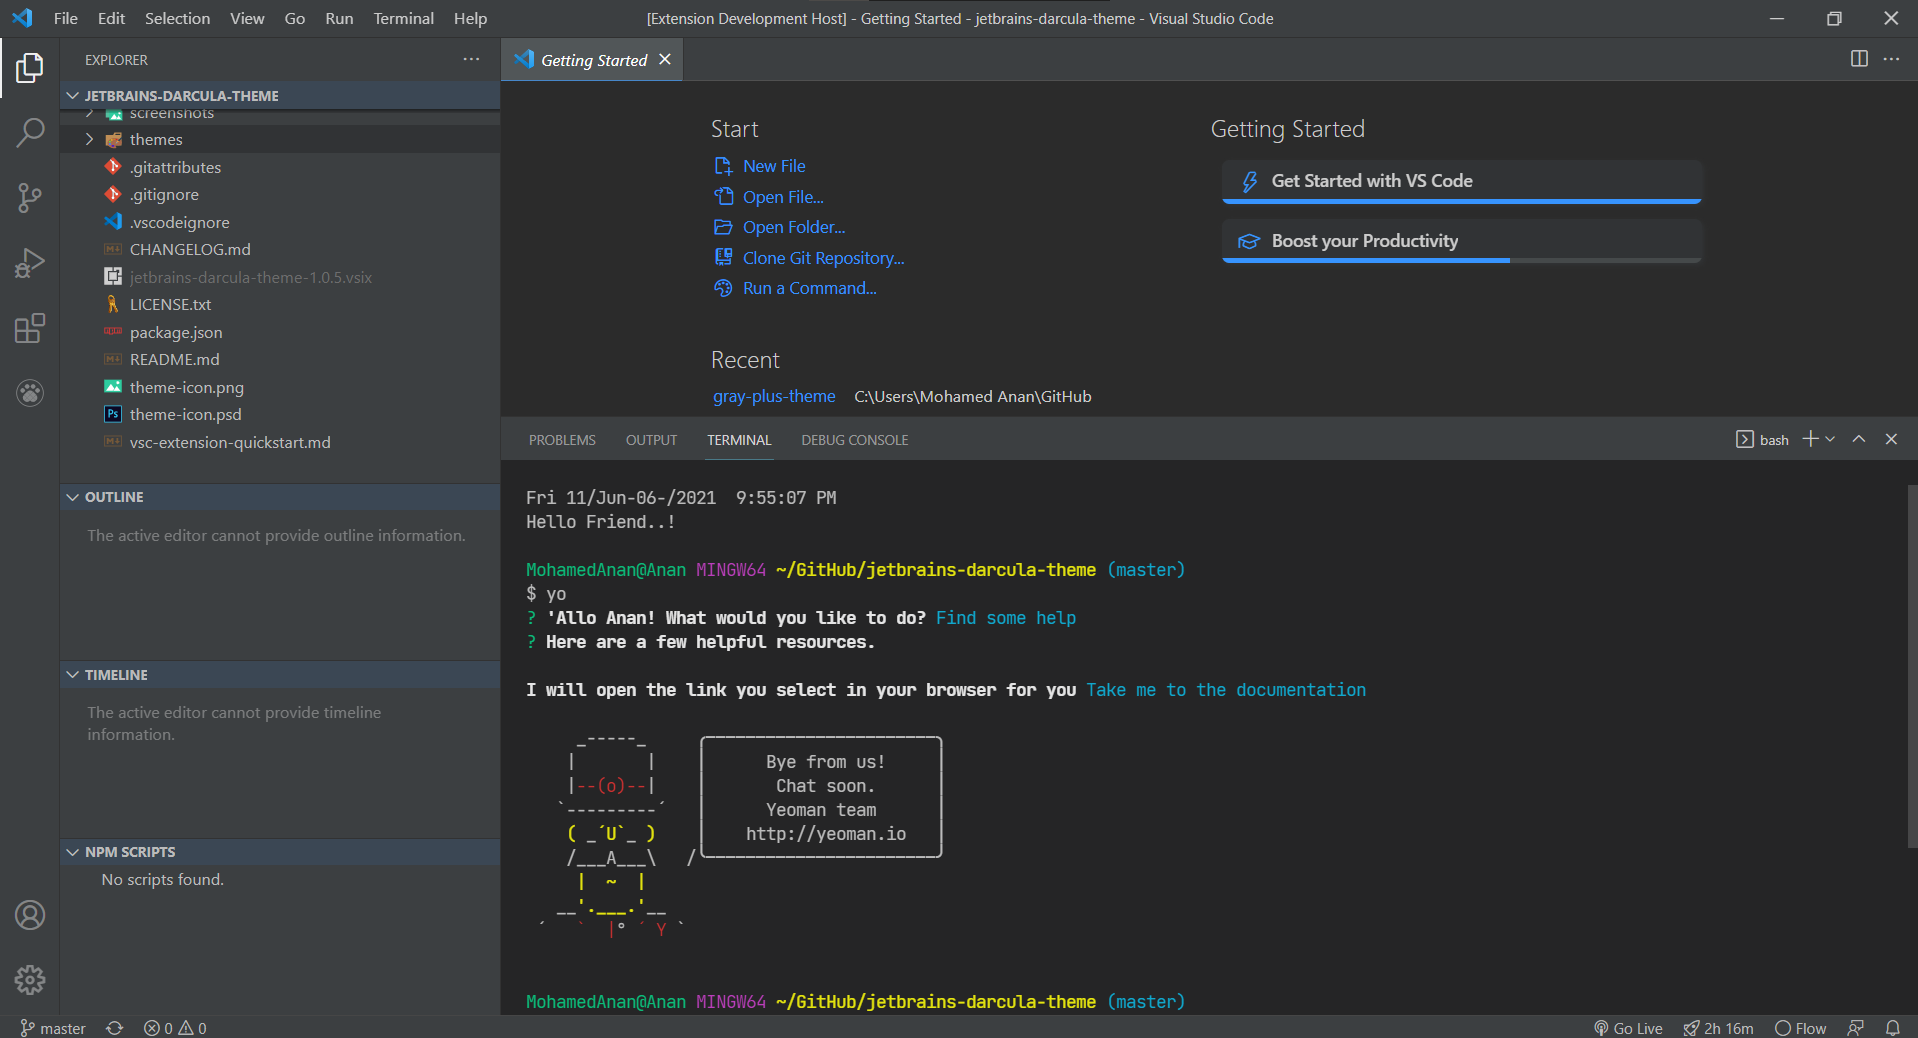 File Edit Selection View Go Run Terminal Help
[Extension Development Host] - Getting Started - jetbrains-darcula-theme - Visual Studio Code
EXPLORER
JETBRAINS-DARCULA-THEME
screenshots
themes
.gitattributes
.gitignore
.vscodeignore
CHANGELOG.md
jetbrains-darcula-theme-1.0.5.vsix
LICENSE.txt
package.json
README.md
theme-icon.png
Ps theme-icon.psd
vsc-extension-quickstart.md
OUTLINE
The active editor cannot provide outline information.
TIMELINE
The active editor cannot provide timeline
information.
NPM SCRIPTS
No scripts found.
Getting Started
Start
New File
Open File...
Open Folder...
Clone Git Repository...
Run a Command...
Recent
gray-plus-theme C:\Users\Mohamed Anan\GitHub
Getting Started
Get Started with VS Code
Boost your Productivity
PROBLEMS OUTPUT TERMINAL DEBUG CONSOLE
bash
Fri 11/Jun-06-/2021  9:55:07 PM
Hello Friend..!
MohamedAnan@Anan MINGW64 ~/GitHub/jetbrains-darcula-theme (master)
$ yo
? 'Allo Anan! What would you like to do? Find some help
? Here are a few helpful resources.
I will open the link you select in your browser for you Take me to the documentation
     _-----_     ╭───────────────────────╮
    |       |    │      Bye from us!     │
    |--(o)--|    │       Chat soon.      │
   `---------´   │      Yeoman team      │
    ( _´U`_ )    │    http://yeoman.io   │
    /___A___\   /╰───────────────────────╯
     |  ~  |
   __'.___.'__
 ´   `  |° ´ Y `
MohamedAnan@Anan MINGW64 ~/GitHub/jetbrains-darcula-theme (master)
master 0 0 Go Live 2h 16m Flow